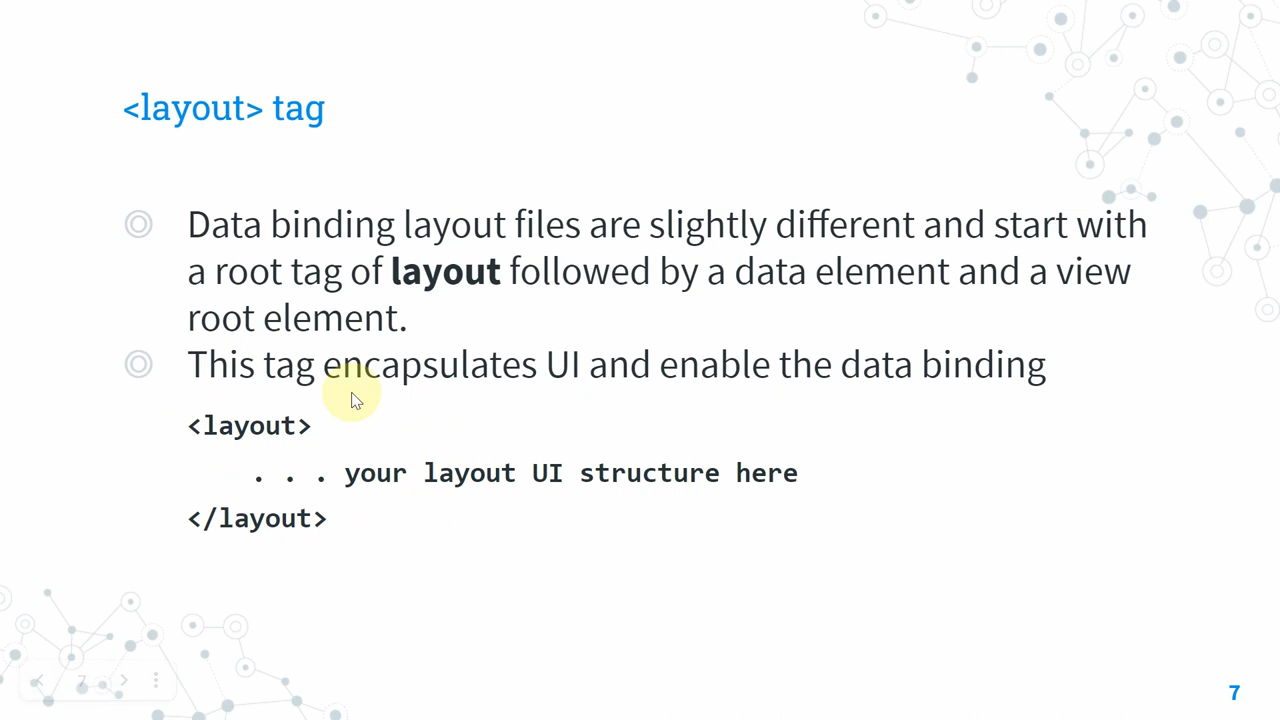 <layout> tag
Data binding layout files are slightly different and start with
a root tag of layout followed by a data element and a view
root element.
This tag encapsulates UI and enable the data binding
<layout>
. . . your layout UI structure here
</layout>
7
7